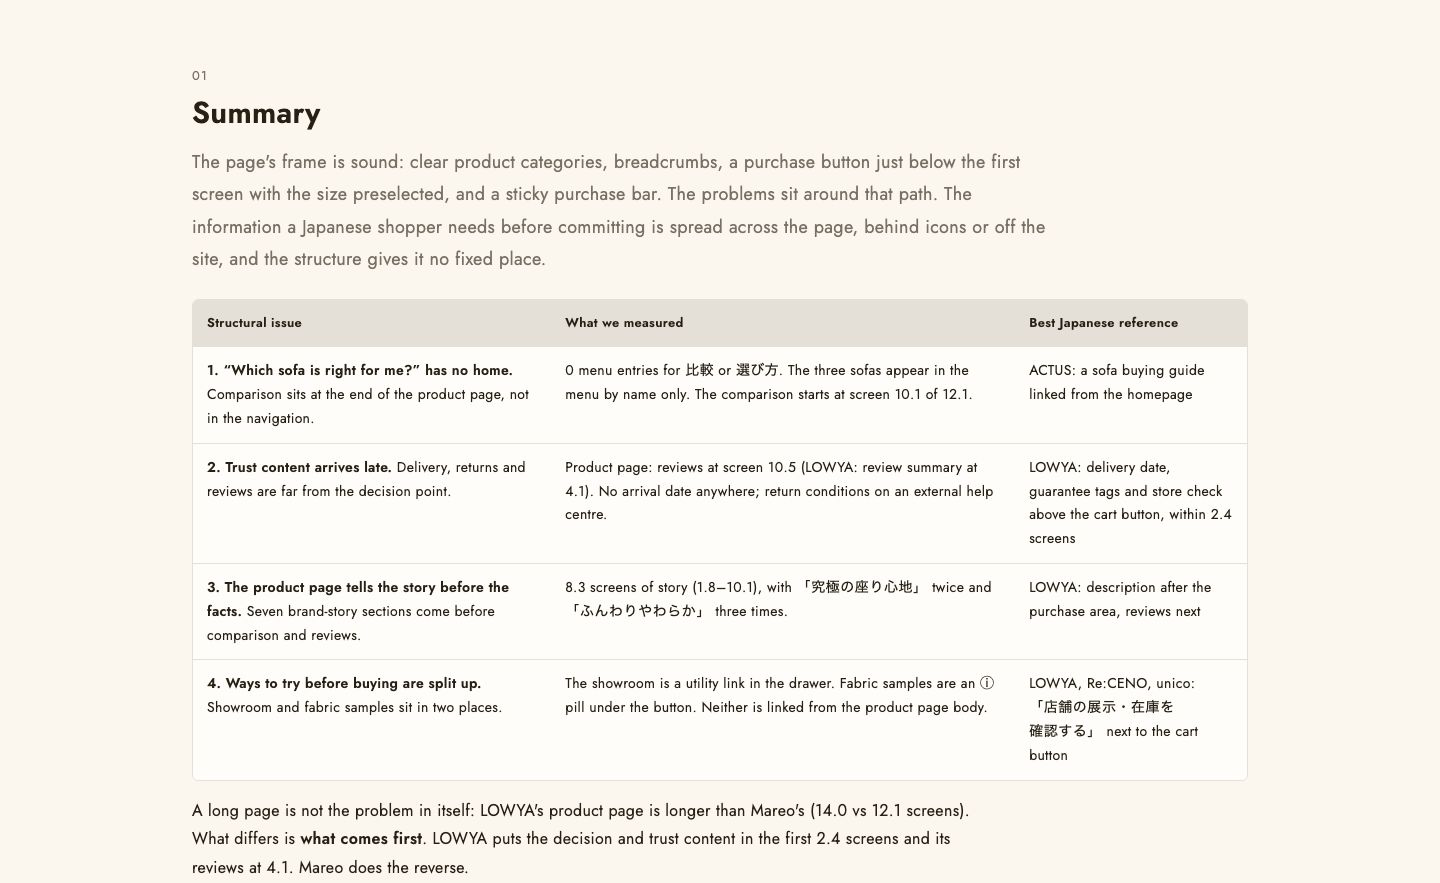 01
Summary
The page's frame is sound: clear product categories, breadcrumbs, a purchase button just below the first
screen with the size preselected, and a sticky purchase bar. The problems sit around that path. The
information a Japanese shopper needs before committing is spread across the page, behind icons or off the
site, and the structure gives it no fixed place.
Structural issue
What we measured
Best Japanese reference
1. “Which sofa is right for me?” has no home.
Comparison sits at the end of the product page, not
in the navigation.
0 menu entries for 比較 or 選び方. The three sofas appear in the
menu by name only. The comparison starts at screen 10.1 of 12.1.
ACTUS: a sofa buying guide
linked from the homepage
2. Trust content arrives late. Delivery, returns and
reviews are far from the decision point.
Product page: reviews at screen 10.5 (LOWYA: review summary at
4.1). No arrival date anywhere; return conditions on an external help
centre.
LOWYA: delivery date,
guarantee tags and store check
above the cart button, within 2.4
screens
3. The product page tells the story before the
facts. Seven brand-story sections come before
comparison and reviews.
8.3 screens of story (1.8–10.1), with 「究極の座り心地」 twice and
「ふんわりやわらか」 three times.
LOWYA: description after the
purchase area, reviews next
4. Ways to try before buying are split up.
Showroom and fabric samples sit in two places.
The showroom is a utility link in the drawer. Fabric samples are an ⓘ
pill under the button. Neither is linked from the product page body.
LOWYA, Re:CENO, unico:
「店舗の展示・在庫を
確認する」 next to the cart
button
A long page is not the problem in itself: LOWYA's product page is longer than Mareo's (14.0 vs 12.1 screens).
What differs is what comes first. LOWYA puts the decision and trust content in the first 2.4 screens and its
reviews at 4.1. Mareo does the reverse.